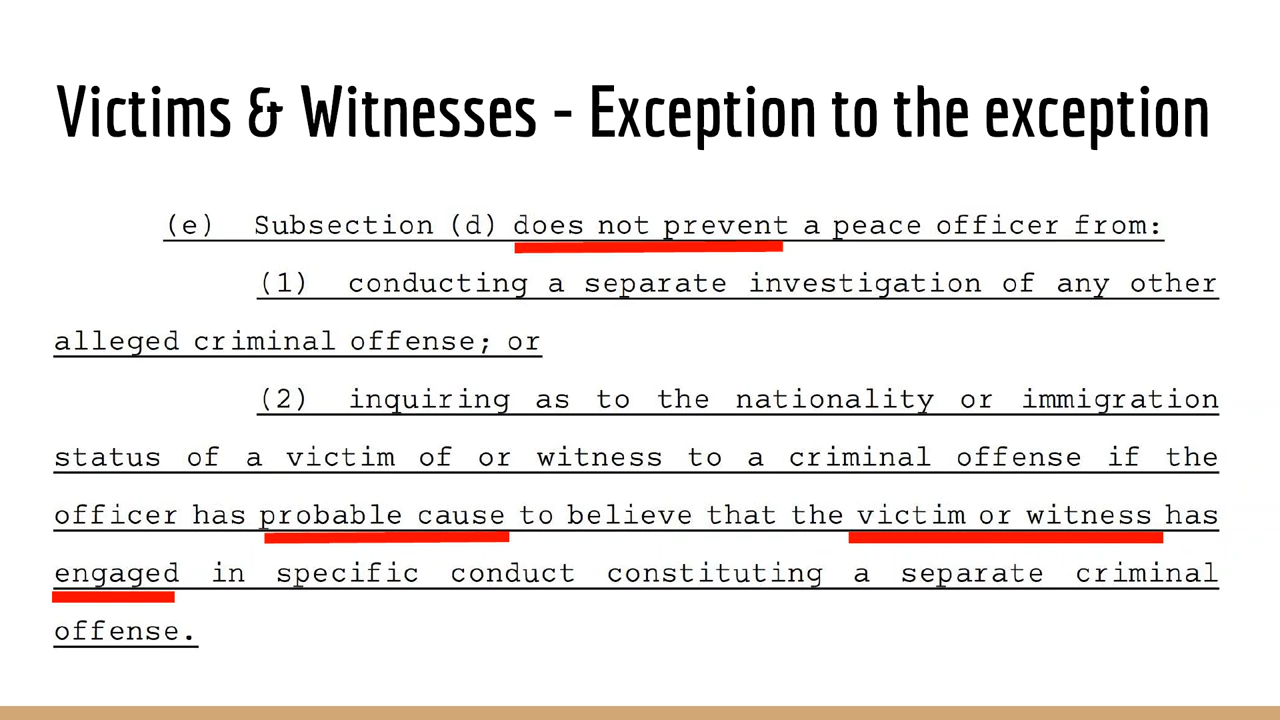 Victims & Witnesses - Exception to the exception
(e) Subsection (d) does not prevent a peace officer from:
(1) conducting a separate investigation of any other
alleged criminal offense; or
(2) inquiring as to the nationality or immigration
status of a victim of or witness to a criminal offense if the
officer has probable cause to believe that the victim or witness has
engaged in specific conduct constituting a separate criminal
offense.